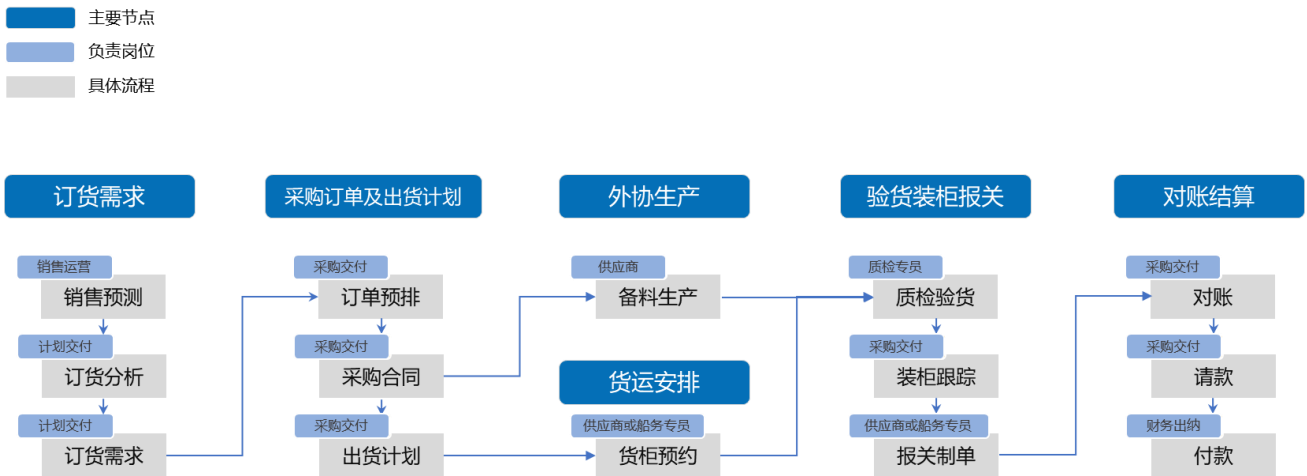 主要节点
负责岗位
具体流程
订货需求
销售运营
销售预测
计划交付
订货分析
计划交付
订货需求
采购订单及出货计划
采购交付
订单预排
采购交付
采购合同
采购交付
出货计划
外协生产
供应商
备料生产
货运安排
供应商或船务专员
货柜预约
验货装柜报关
质检专员
质检验货
采购交付
装柜跟踪
供应商或船务专员
报关制单
对账结算
采购交付
对账
采购交付
请款
财务出纳
付款